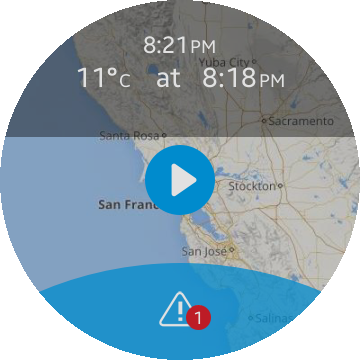 8:21PM
Yuba City
11°C at 8:18PM
Sacramento
Santa Rosa
Stockton
San Franc
San José
1
Salinas